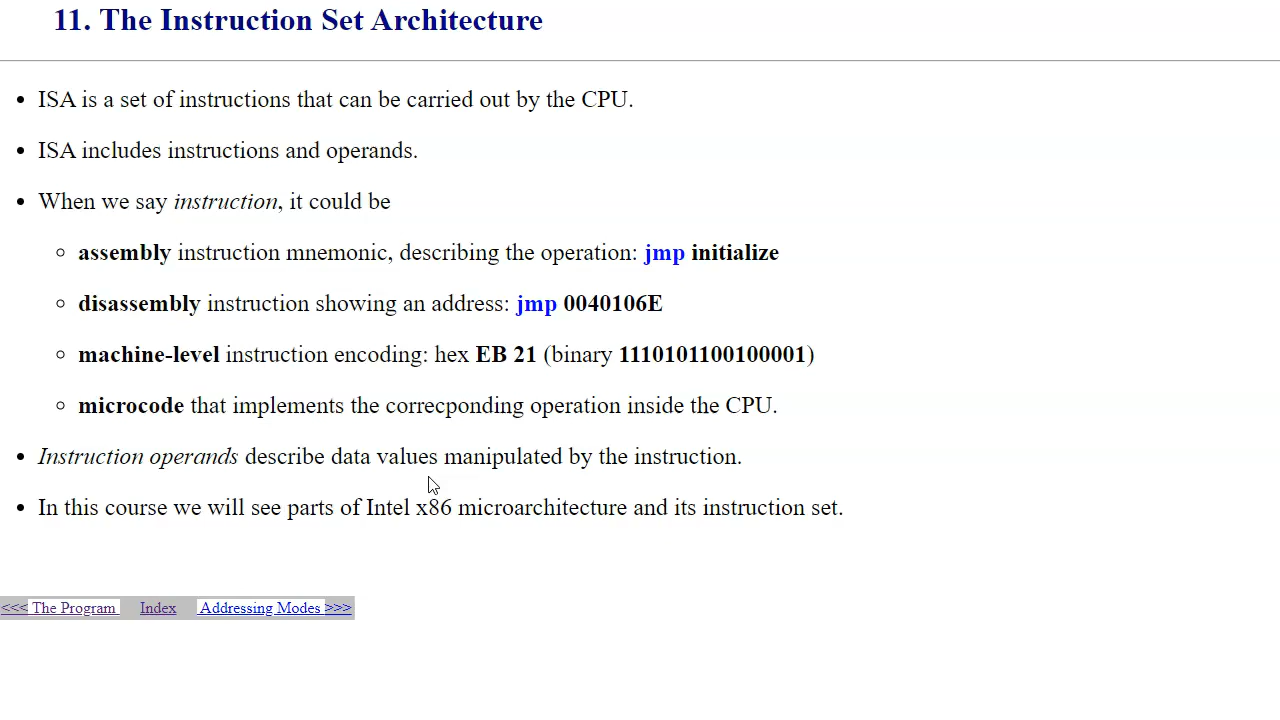 11. The Instruction Set Architecture
• ISA is a set of instructions that can be carried out by the CPU.
• ISA includes instructions and operands.
• When we say instruction, it could be
○ assembly instruction mnemonic, describing the operation: jmp initialize
○ disassembly instruction showing an address: jmp 0040106E
○ machine-level instruction encoding: hex EB 21 (binary 1110101100100001)
○ microcode that implements the correcponding operation inside the CPU.
• Instruction operands describe data values manipulated by the instruction.
• In this course we will see parts of Intel x86 microarchitecture and its instruction set.
<<< The Program Index Addressing Modes >>>